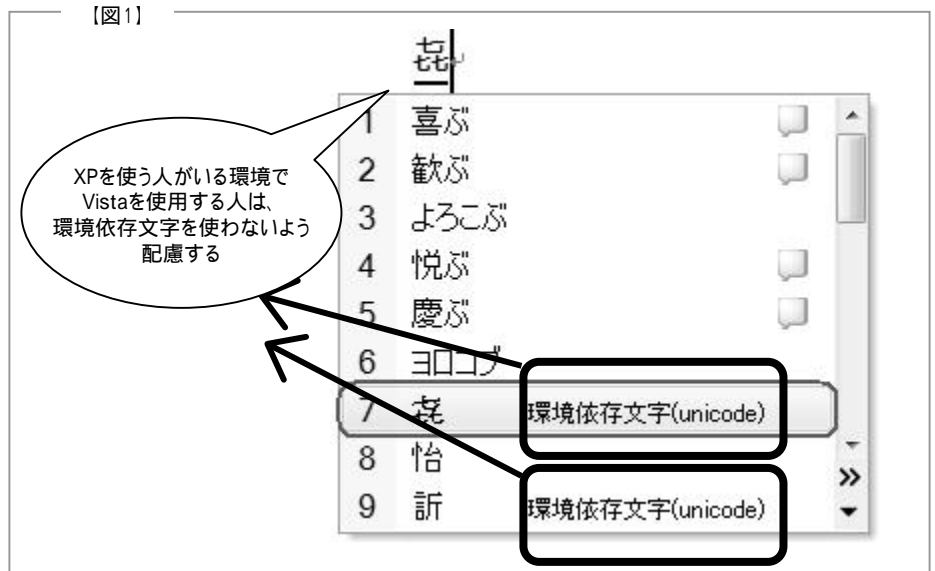 【図1】
㐂
XPを使う人がいる環境で
Vistaを使用する人は、
環境依存文字を使わないよう
配慮する
1 喜ぶ
2 歓ぶ
3 よろこぶ
4 悦ぶ
5 慶ぶ
6 ヨロコブ
7 㐂 環境依存文字(unicode)
8 怡
9 訢 環境依存文字(unicode)